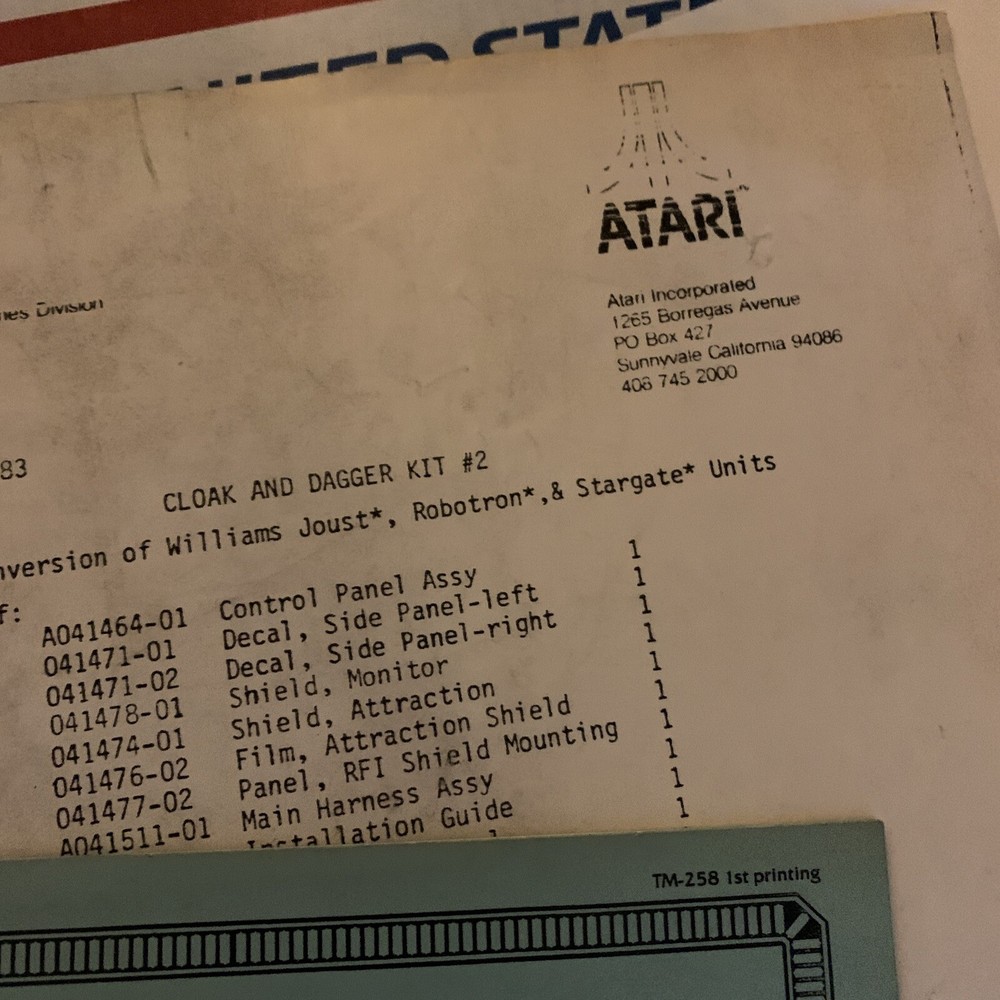 UNITED STAT
ATARI™
Atari Incorporated
1265 Borregas Avenue
PO Box 427
Sunnyvale California 94086
408 745 2000
nes Division
83
CLOAK AND DAGGER KIT #2
nversion of Williams Joust*, Robotron*,& Stargate* Units
f:
A041464-01 Control Panel Assy 1
041471-01 Decal, Side Panel-left 1
041471-02 Decal, Side Panel-right 1
041478-01 Shield, Monitor 1
041474-01 Shield, Attraction 1
041476-02 Film, Attraction Shield 1
041477-02 Panel, RFI Shield Mounting 1
A041511-01 Main Harness Assy 1
Installation Guide 1
1
TM-258 1st printing